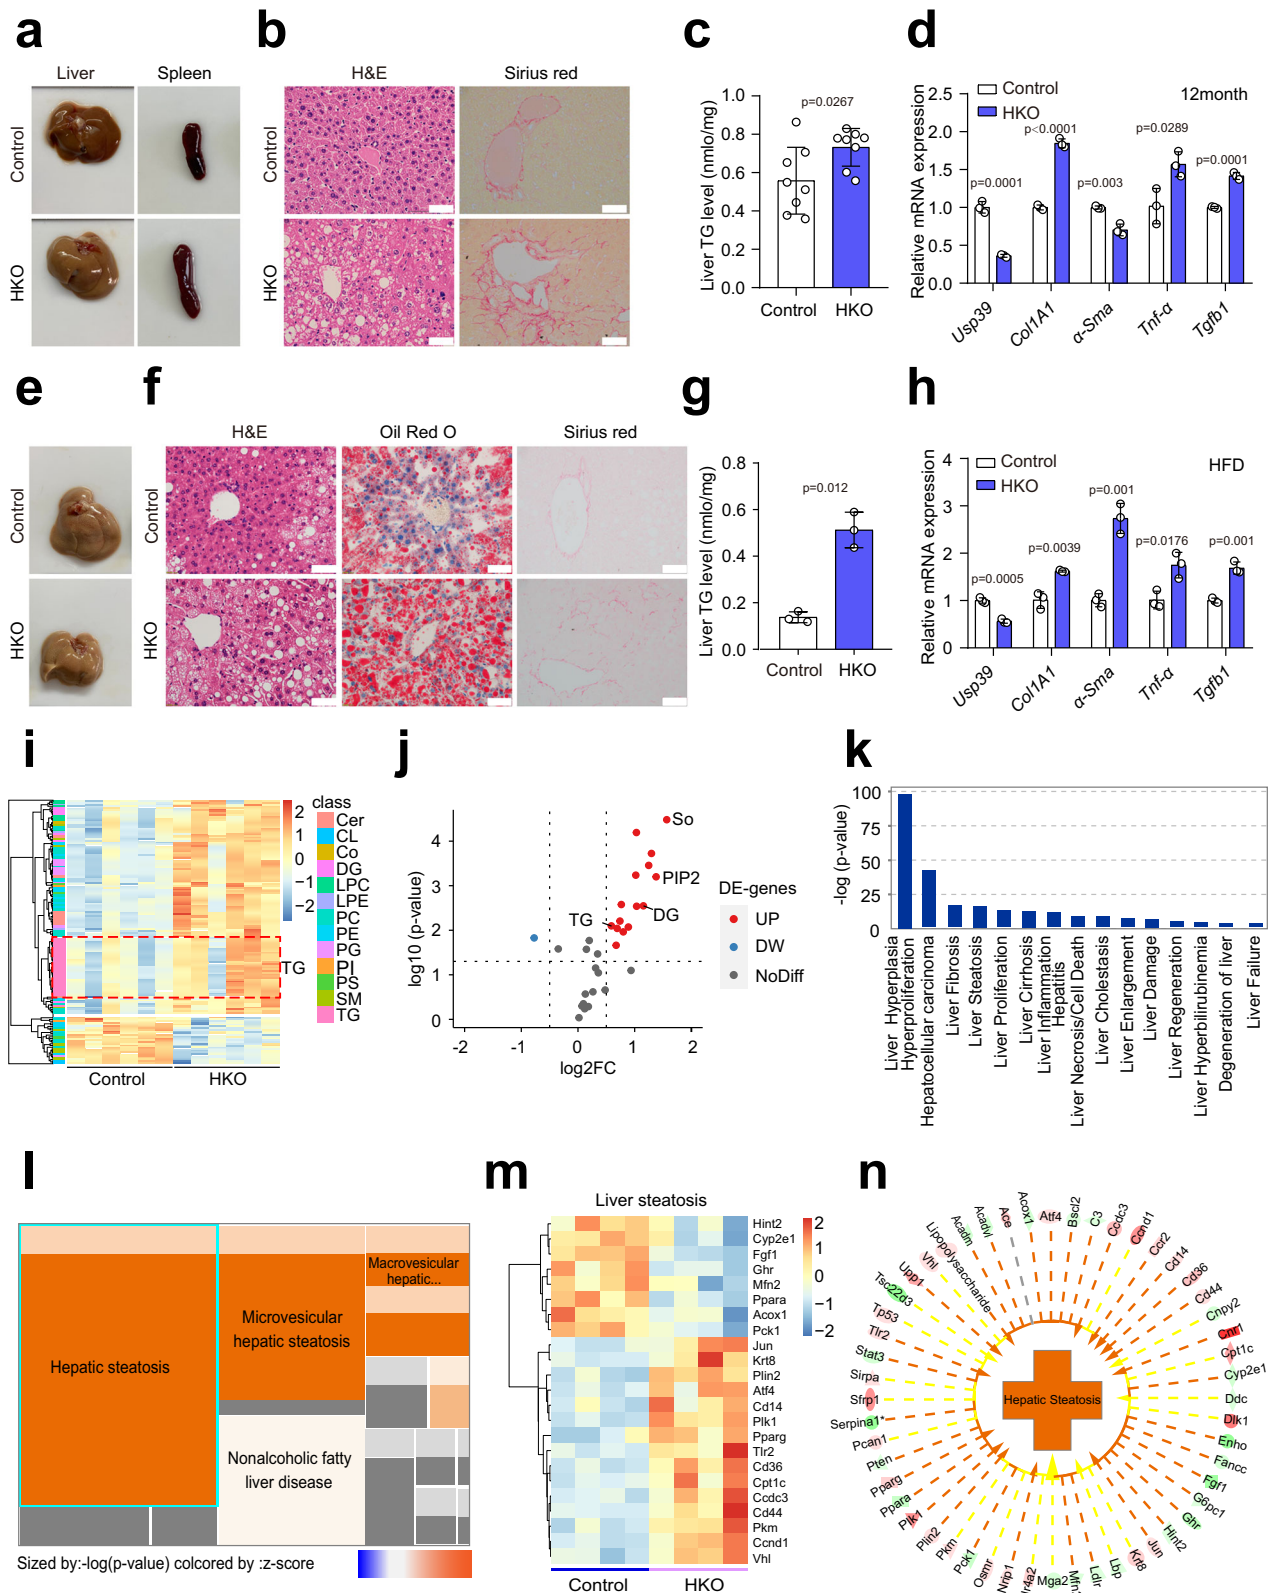 a
b
c
d
Liver
Spleen
Control
HKO
H&E
Sirius red
Control
HKO
Liver TG level (nmlo/mg)
1.0
0.8
0.6
0.4
0.2
0.0
p=0.0267
Control
HKO
Relative mRNA expression
2.5
2.0
1.5
1.0
0.5
0.0
Control
HKO
12month
p=0.0001
p<0.0001
p=0.003
p=0.0289
p=0.0001
Usp39
Col1A1
α-Sma
Tnf-α
Tgfb1
e
f
g
h
Control
HKO
H&E
Oil Red O
Sirius red
Control
HKO
Liver TG level (nmlo/mg)
0.8
0.6
0.4
0.2
0.0
p=0.012
Control
HKO
Relative mRNA expression
4
3
2
1
0
Control
HKO
HFD
p=0.0005
p=0.0039
p=0.001
p=0.0176
p=0.001
Usp39
Col1A1
α-Sma
Tnf-α
Tgfb1
i
j
k
2
1
0
−1
−2
class
Cer
CL
Co
DG
LPC
LPE
PC
PE
PG
PI
PS
SM
TG
TG
Control
HKO
log10 (p-value)
4
3
2
1
0
-2
-1
0
1
2
log2FC
So
PIP2
DG
TG
DE-genes
UP
DW
NoDiff
-log (p-value)
100
75
50
25
0
Liver Hyperplasia
Hyperproliferation
Hepatocellular carcinoma
Liver Fibrosis
Liver Steatosis
Liver Proliferation
Liver Cirrhosis
Liver Inflammation
Hepatitis
Liver Necrosis/Cell Death
Liver Cholestasis
Liver Enlargement
Liver Damage
Liver Regeneration
Liver Hyperbilirubinemia
Degeneration of liver
Liver Failure
l
m
n
Hepatic steatosis
Microvesicular
hepatic steatosis
Macrovesicular
hepatic...
Nonalcoholic fatty
liver disease
Sized by:-log(p-value) colcored by :z-score
Liver steatosis
Hint2
Cyp2e1
Fgf1
Ghr
Mfn2
Ppara
Acox1
Pck1
Jun
Krt8
Plin2
Atf4
Cd14
Plk1
Pparg
Tlr2
Cd36
Cpt1c
Ccdc3
Cd44
Pkm
Ccnd1
Vhl
2
1
0
−1
−2
Control
HKO
Hepatic Steatosis
Atf4
Bscl2
C3
Ccdc3
Ccnd1
Ccr2
Cd14
Cd36
Cd44
Cnpy2
Cnr1
Cpt1c
Cyp2e1
Ddc
Dlk1
Enho
Fancc
Fgf1
G6pc1
Ghr
Hint2
Jun
Krt8
Lbp
Ldlr
Mga2
Nrip1
Osmr
Pck1
Pkm
Plin2
Plk1
Ppara
Pparg
Pten
Pcan1
Serpina1*
Sfrp1
Sirpa
Stat3
Tlr2
Tp53
Tsc22d3
Upp1
Vhl
Lipopolysaccharide
Acadm
Acadvl
Ace
Acox1